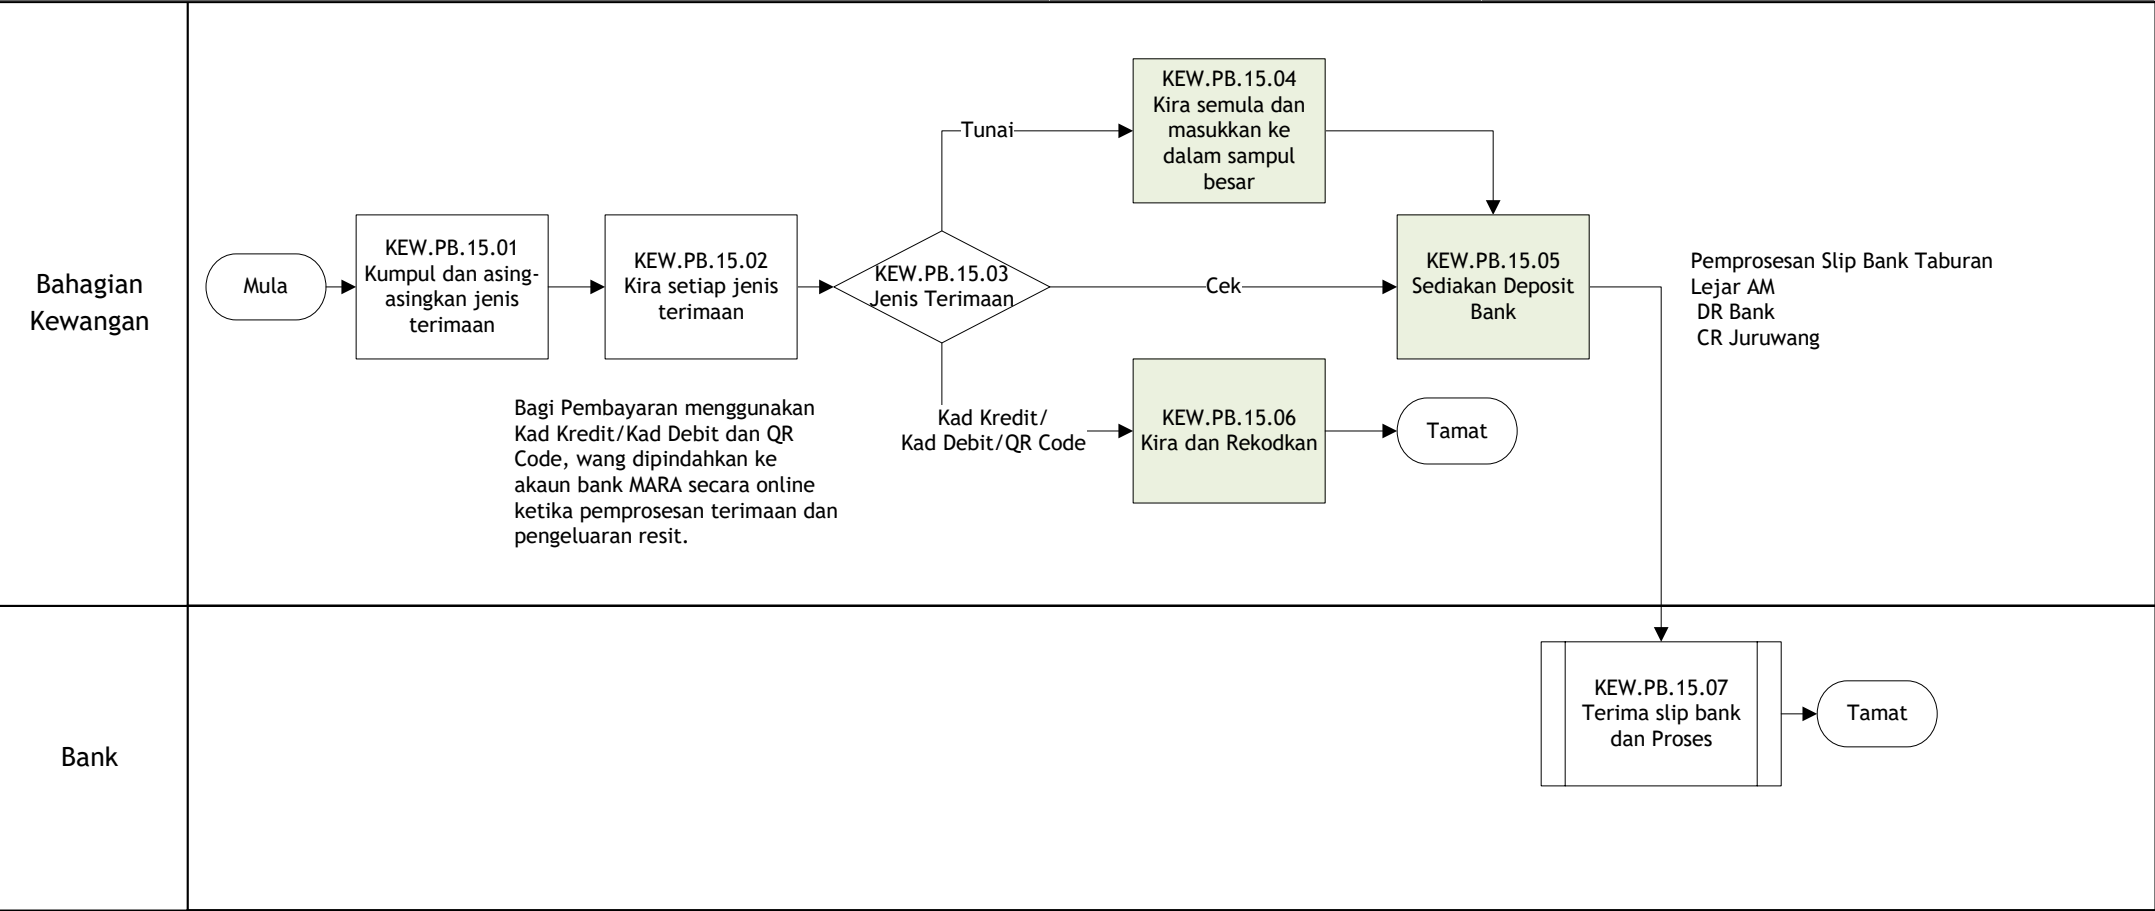 Bahagian
Kewangan
Mula
KEW.PB.15.01
Kumpul dan asing-
asingkan jenis
terimaan
KEW.PB.15.02
Kira setiap jenis
terimaan
Bagi Pembayaran menggunakan
Kad Kredit/Kad Debit dan QR
Code, wang dipindahkan ke
akaun bank MARA secara online
ketika pemprosesan terimaan dan
pengeluaran resit.
KEW.PB.15.03
Jenis Terimaan
Tunai
KEW.PB.15.04
Kira semula dan
masukkan ke
dalam sampul
besar
Cek
KEW.PB.15.05
Sediakan Deposit
Bank
Pemprosesan Slip Bank Taburan
Lejar AM
DR Bank
CR Juruwang
Kad Kredit/
Kad Debit/QR Code
KEW.PB.15.06
Kira dan Rekodkan
Tamat
Bank
KEW.PB.15.07
Terima slip bank
dan Proses
Tamat